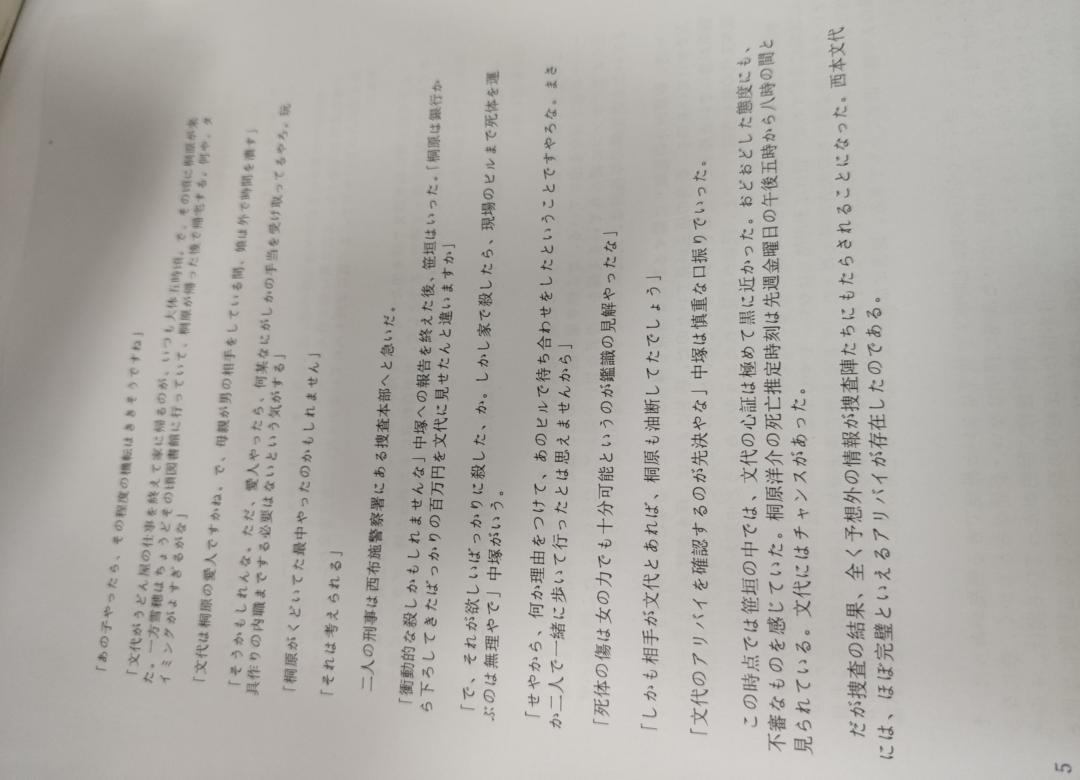 「あの子やったら、その程度の機転はききそうですね」
「文代がうどん屋の仕事を終えて家に帰るのが、いつも大体五時頃。で、その頃に桐原が来
た。一方雪穂はちょうどその頃図書館に行っていて、桐原が帰った後で帰宅する。何や、タ
イミングがよすぎるがな」
「文代は桐原の愛人ですかね。で、母親が男の相手をしている間、娘は外で時間を潰す」
「そうかもしれんな。ただ、愛人やったら、何某なにがしかの手当を受け取ってるやろ。玩
具作りの内職までする必要はないという気がする」
「桐原がくどいてた最中やったのかもしれません」
「それは考えられる」
二人の刑事は西布施警察署にある捜査本部へと急いだ。
「衝動的な殺しかもしれませんな」中塚への報告を終えた後、笹垣はいった。「桐原は銀行か
ら下ろしてきたばっかりの百万円を文代に見せたんと違いますか」
「で、それが欲しいばっかりに殺した、か。しかし家で殺したら、現場のビルまで死体を運
ぶのは無理やで」中塚がいう。
「せやから、何か理由をつけて、あのビルで待ち合わせをしたということですやろな。まさ
か二人で一緒に歩いて行ったとは思えませんから」
「死体の傷は女の力でも十分可能というのが鑑識の見解やったな」
「しかも相手が文代とあれば、桐原も油断してたでしょう」
「文代のアリバイを確認するのが先決やな」中塚は慎重な口振りでいった。
この時点では笹垣の中では、文代の心証は極めて黒に近かった。おどおどした態度にも、
不審なものを感じていた。桐原洋介の死亡推定時刻は先週金曜日の午後五時から八時の間と
見られている。文代にはチャンスがあった。
だが捜査の結果、全く予想外の情報が捜査陣たちにもたらされることになった。西本文代
には、ほぼ完璧といえるアリバイが存在したのである。
5